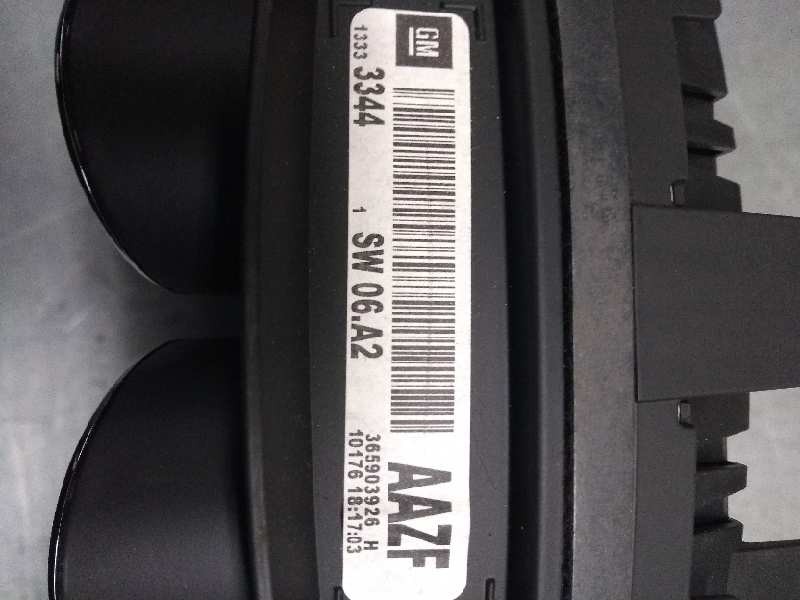 GM
1333 3344
1 SW 06.A2
AAZF
365903926 H
10176 18:17:03